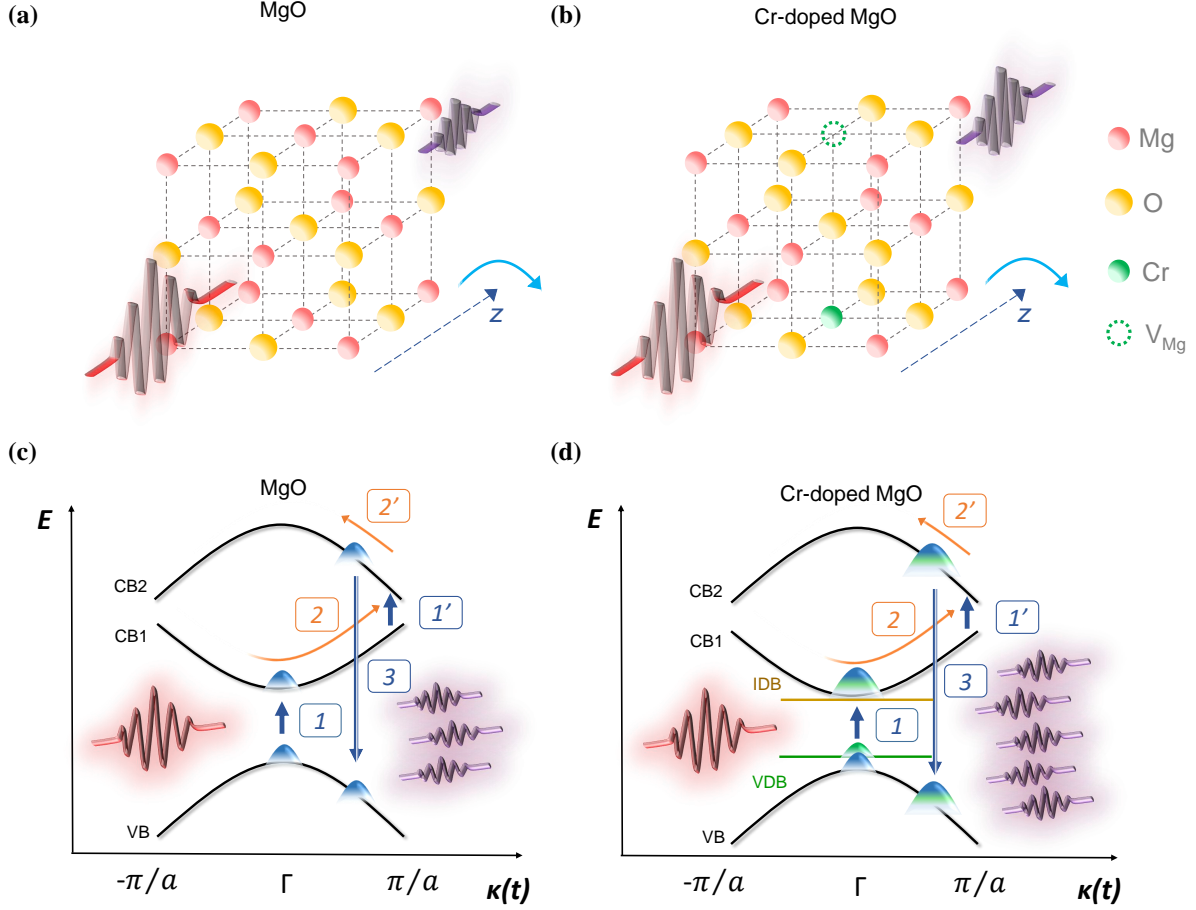 (a)
MgO
z
(b)
Cr-doped MgO
z
Mg
O
Cr
V_Mg
(c)
MgO
E
CB2
CB1
VB
2'
2
1'
3
1
-π/a
Γ
π/a
κ(t)
(d)
Cr-doped MgO
E
CB2
CB1
IDB
VDB
VB
2'
2
1'
3
1
-π/a
Γ
π/a
κ(t)